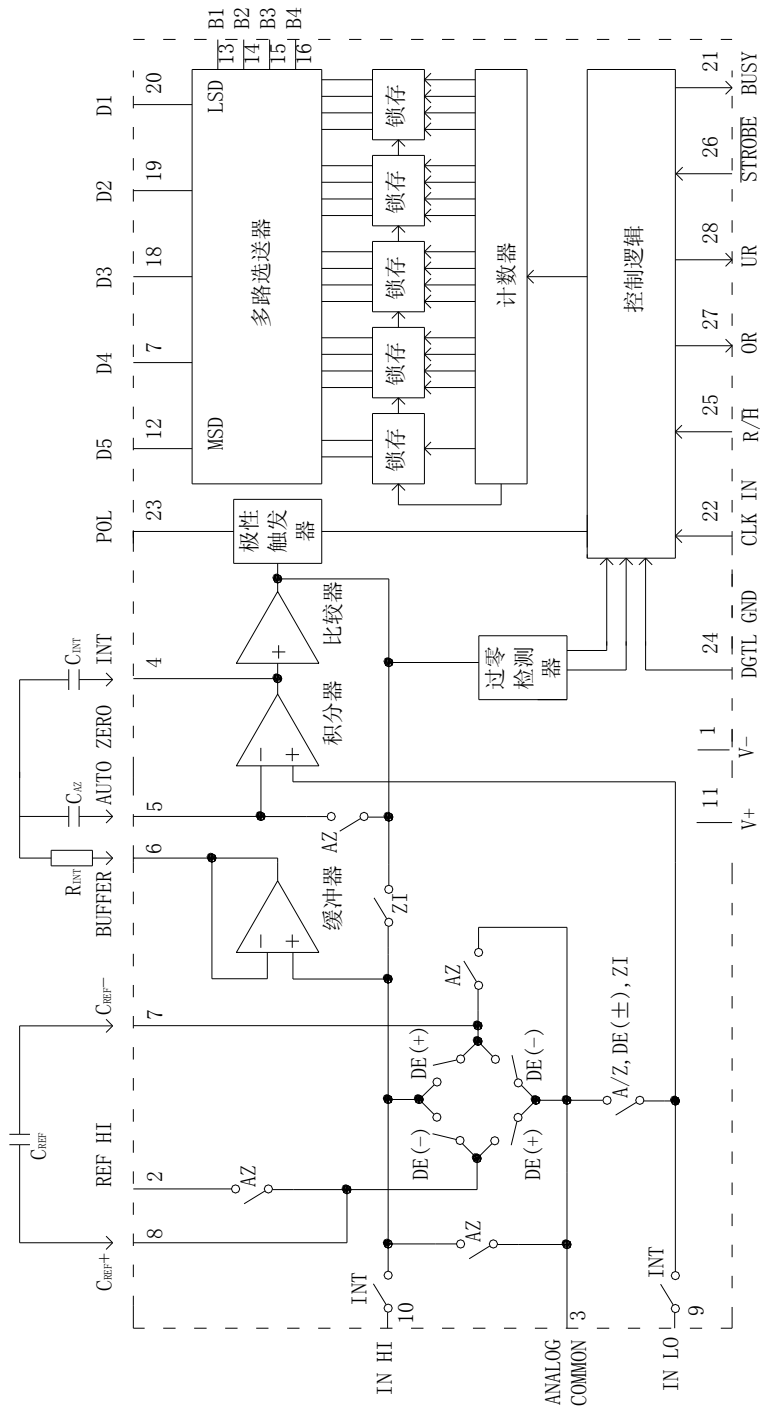 CREF
CREF+
REF HI
CREF−
RINT
CAZ
CINT
BUFFER
AUTO ZERO
INT
POL
D5
D4
D3
D2
D1
8
2
7
6
5
4
23
12
7
18
19
20
AZ
MSD
多路选送器
LSD
13
B1
14
B2
15
B3
16
B4
−
+
缓冲器
−
+
积分器
+
比较器
极性
触发
器
AZ
ZI
INT
IN HI
10
锁存
锁存
锁存
锁存
锁存
AZ
DE(-)
DE(+)
DE(+)
DE(-)
AZ
计数器
过零
检测
器
ANALOG
COMMON
3
A/Z,DE(±),ZI
控制逻辑
INT
IN LO
9
11
V+
1
V-
24
DGTL GND
22
CLK IN
25
R/H
27
OR
28
UR
26
STROBE
21
BUSY